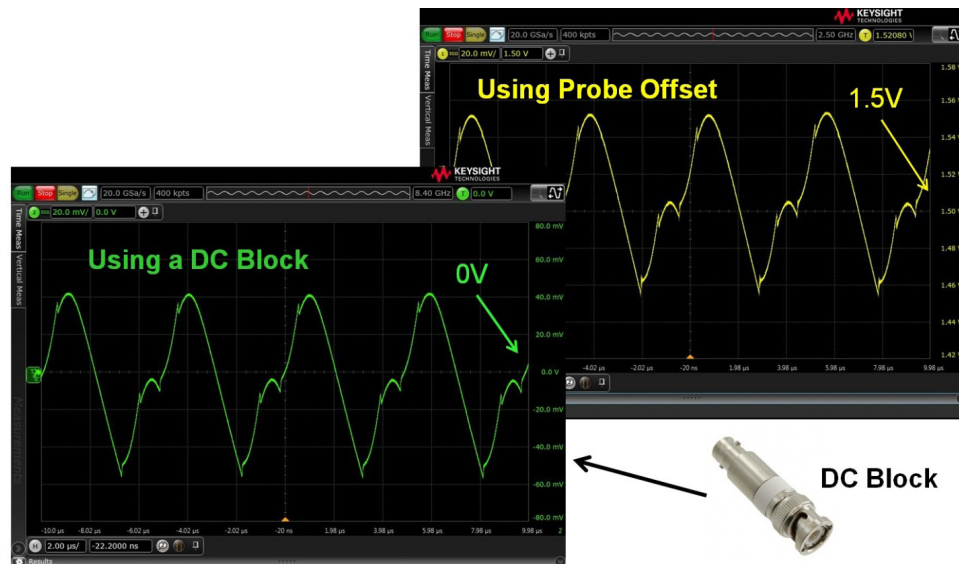 KEYSIGHT
TECHNOLOGIES
Run Stop Single 20.0 GSa/s 400 kpts 2.50 GHz T 1.52080 V
20.0 mV/ 1.50 V
Time Meas
Vertical Meas
Using Probe Offset
1.5V
1.58
1.56 V
1.54 V
1.52 V
1.50 V
1.48 V
1.46 V
1.44 V
1.42 V
-4.02 µs -2.02 µs -20 ns 1.98 µs 3.98 µs 5.98 µs 7.98 µs 9.98 µs
KEYSIGHT
TECHNOLOGIES
Run Stop Single 20.0 GSa/s 400 kpts 8.40 GHz T 0.0 V
20.0 mV/ 0.0 V
Time Meas
Vertical Meas
Measurements
Using a DC Block
0V
80.0 mV
60.0 mV
40.0 mV
20.0 mV
0.0 V
-20.0 mV
-40.0 mV
-60.0 mV
-80.0 mV
-10.0 µs -8.02 µs -6.02 µs -4.02 µs -2.02 µs -20 ns 1.98 µs 3.98 µs 5.98 µs 7.98 µs 9.98 µs
H 2.00 µs/ -22.2000 ns
Results
DC Block